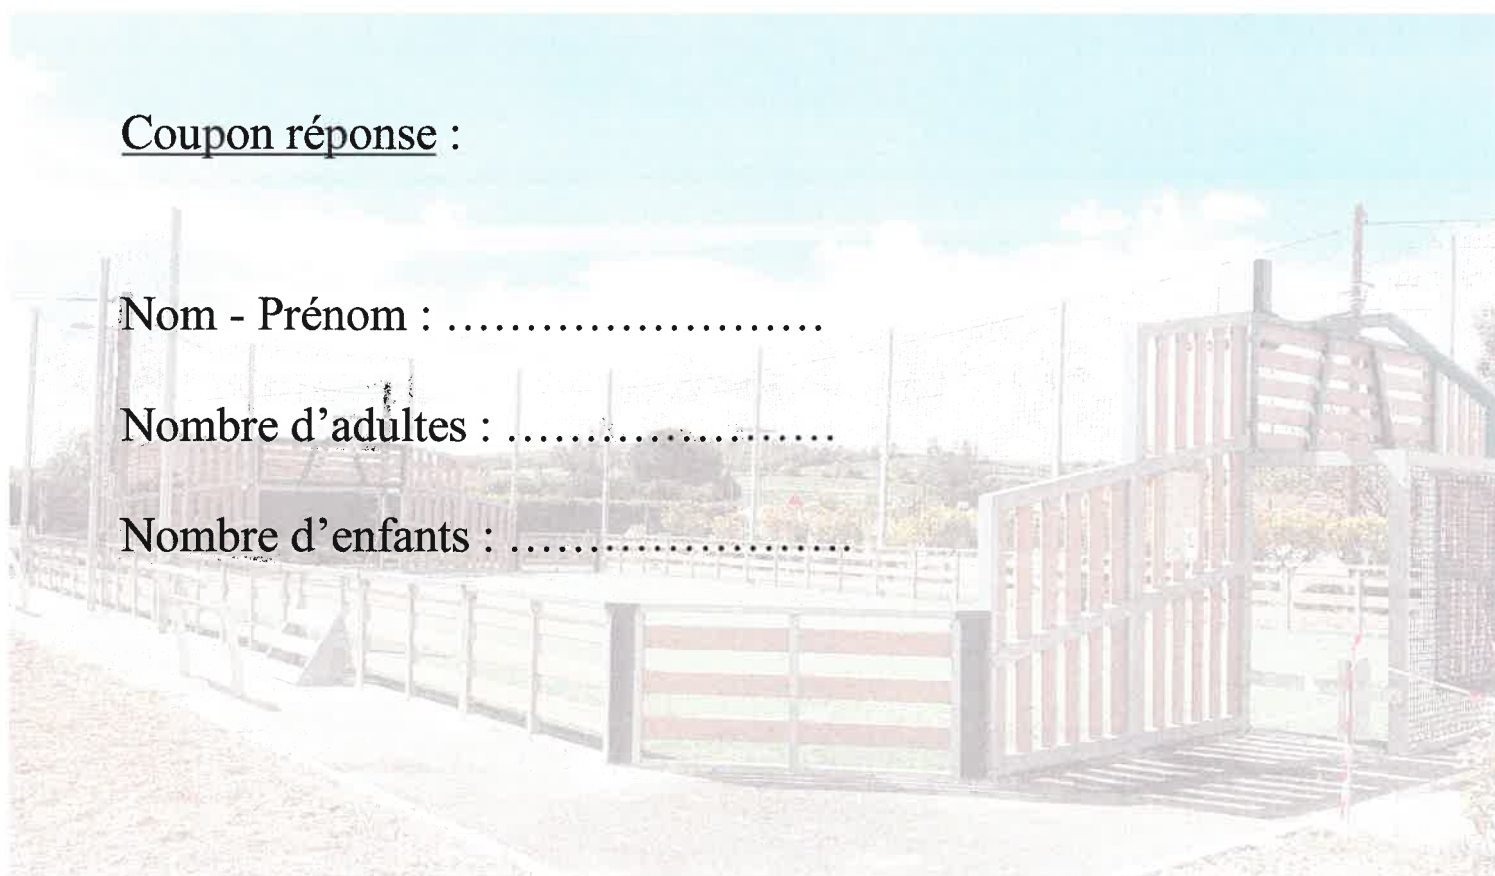 Coupon réponse :
Nom - Prénom : ........................
Nombre d’adultes : .....................
Nombre d’enfants : ......................